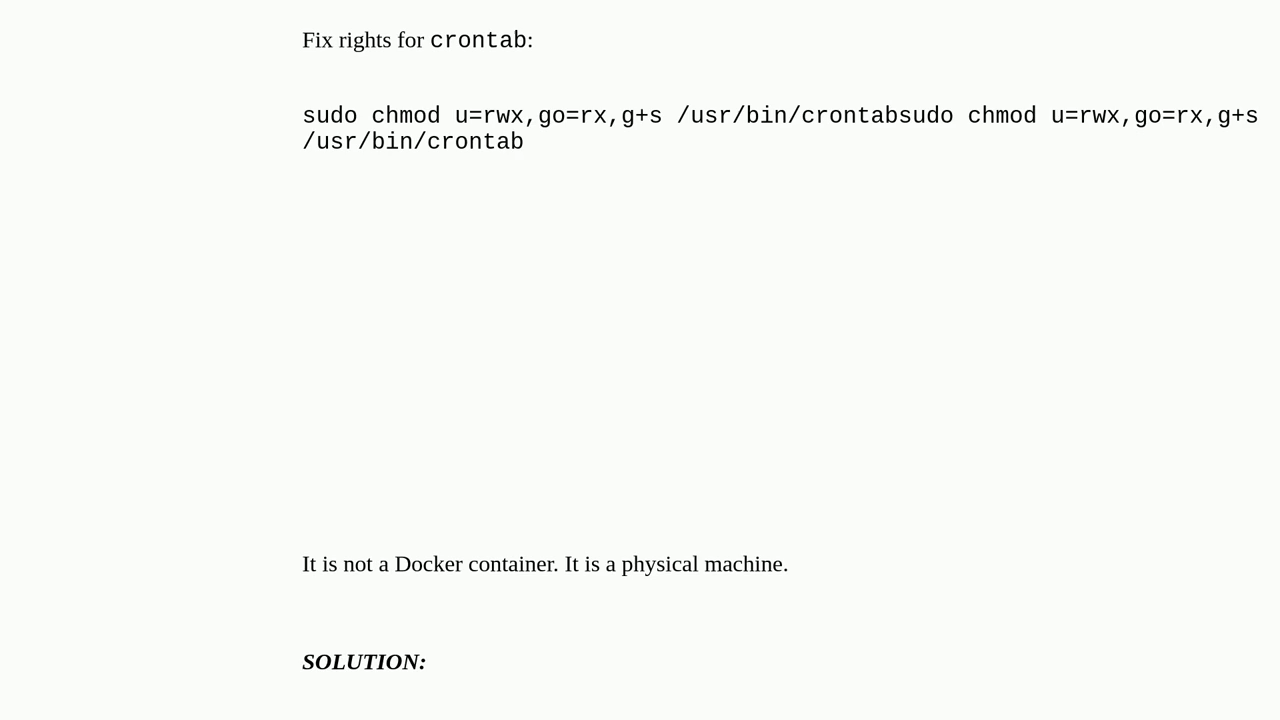 Fix rights for crontab:
sudo chmod u=rwx,go=rx,g+s /usr/bin/crontabsudo chmod u=rwx,go=rx,g+s
/usr/bin/crontab
It is not a Docker container. It is a physical machine.
SOLUTION: